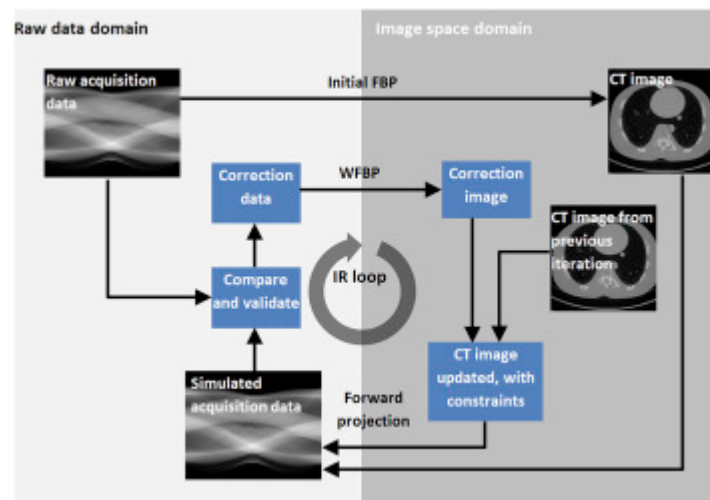 Raw data domain
Image space domain
Raw acquisition
data
Initial FBP
CT image
Correction
data
WFBP
Correction
image
CT image from
previous
iteration
IR loop
Compare
and validate
CT image
updated, with
constraints
Simulated
acquisition data
Forward
projection